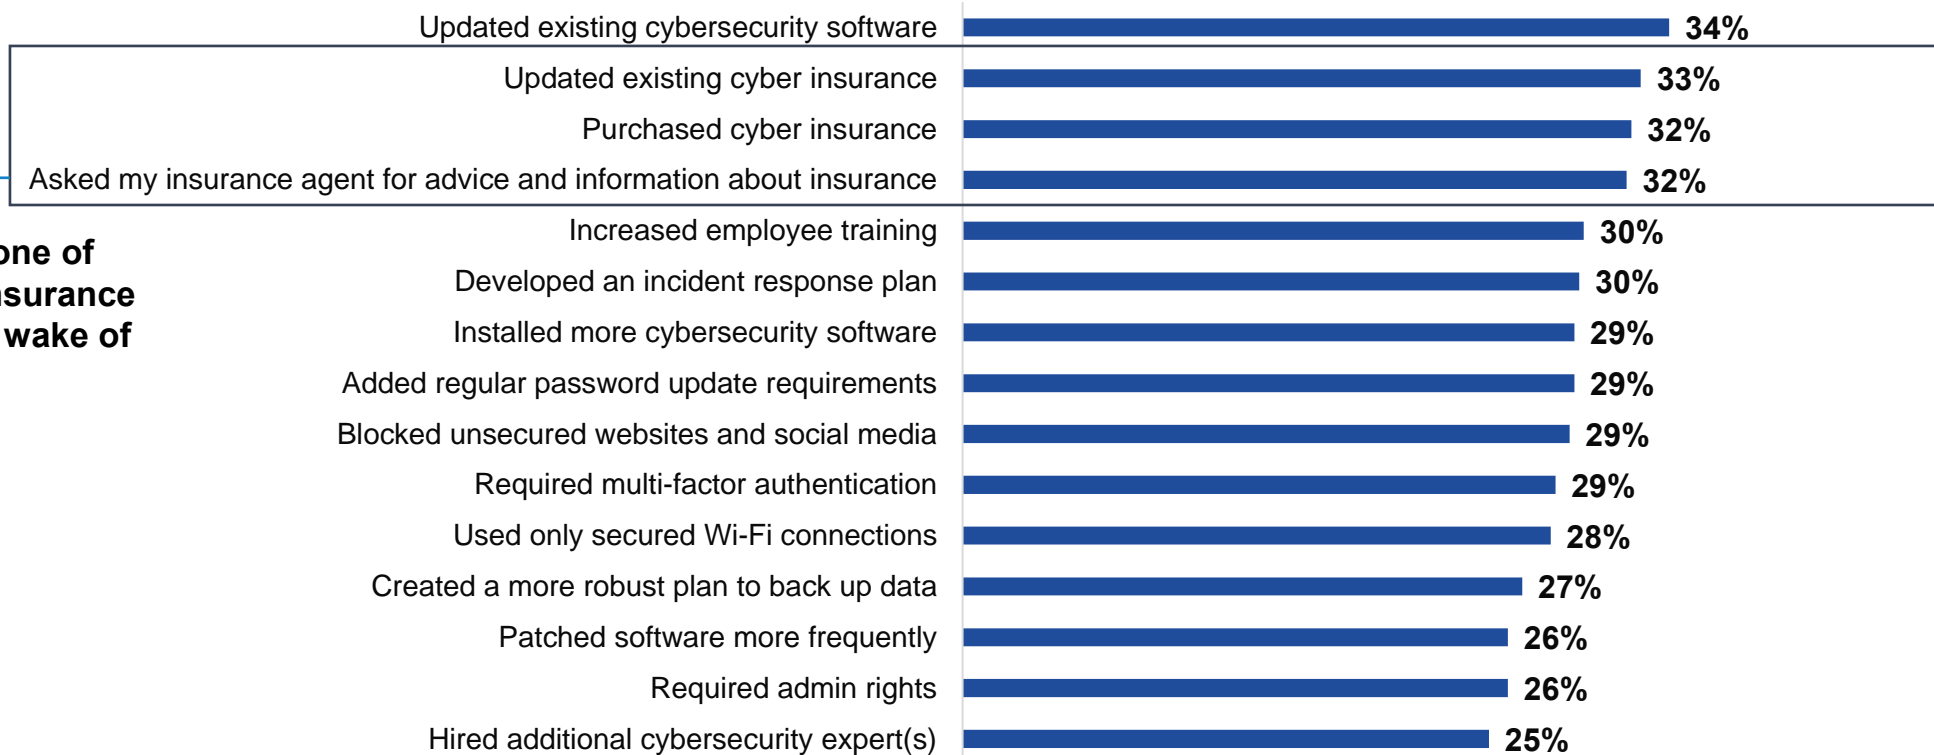 Updated existing cybersecurity software 34%
Updated existing cyber insurance 33%
Purchased cyber insurance 32%
Asked my insurance agent for advice and information about insurance 32%
Increased employee training 30%
one of
Developed an incident response plan 30%
surance
wake of
Installed more cybersecurity software 29%
Added regular password update requirements 29%
Blocked unsecured websites and social media 29%
Required multi-factor authentication 29%
Used only secured Wi-Fi connections 28%
Created a more robust plan to back up data 27%
Patched software more frequently 26%
Required admin rights 26%
Hired additional cybersecurity expert(s) 25%